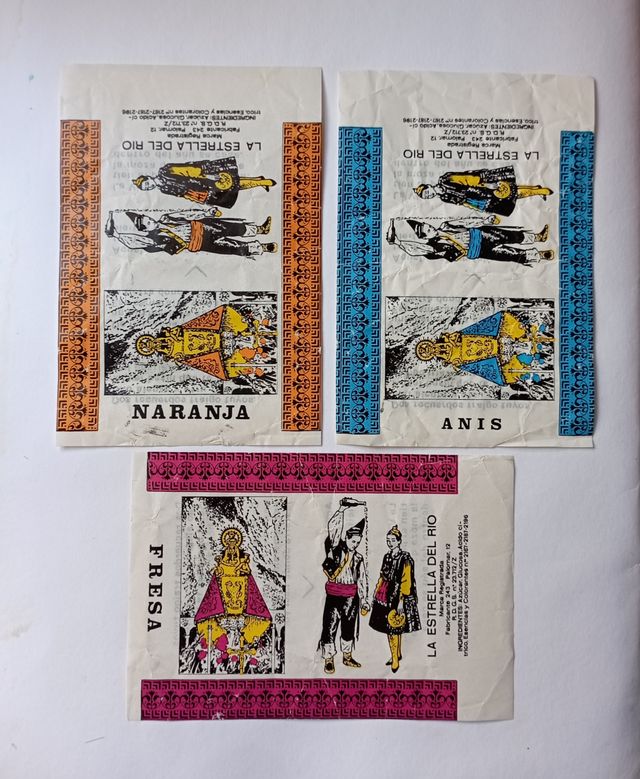 LA ESTRELLA DEL RIO
Marca Registrada
Fabricante 243 Palomar, 12
R.D.G.S. nº 23.712/Z
INGREDIENTES: Azúcar, Glucosa, Acido cí-
trico, Esencias y Colorantes nº 2187-2187-2196
NARANJA
LA ESTRELLA DEL RIO
Marca Registrada
Fabricante 243 Palomar, 12
R.D.G.S. nº 23.712/Z
INGREDIENTES: Azúcar, Glucosa, Acido cí-
trico, Esencias y Colorantes nº 2187-2187-2196
ANIS
FRESA
LA ESTRELLA DEL RIO
Marca Registrada
Fabricante 243 Palomar, 12
R.D.G.S. nº 23.712/Z
INGREDIENTES: Azúcar, Glucosa, Acido cí-
trico, Esencias y Colorantes nº 2187-2187-2196